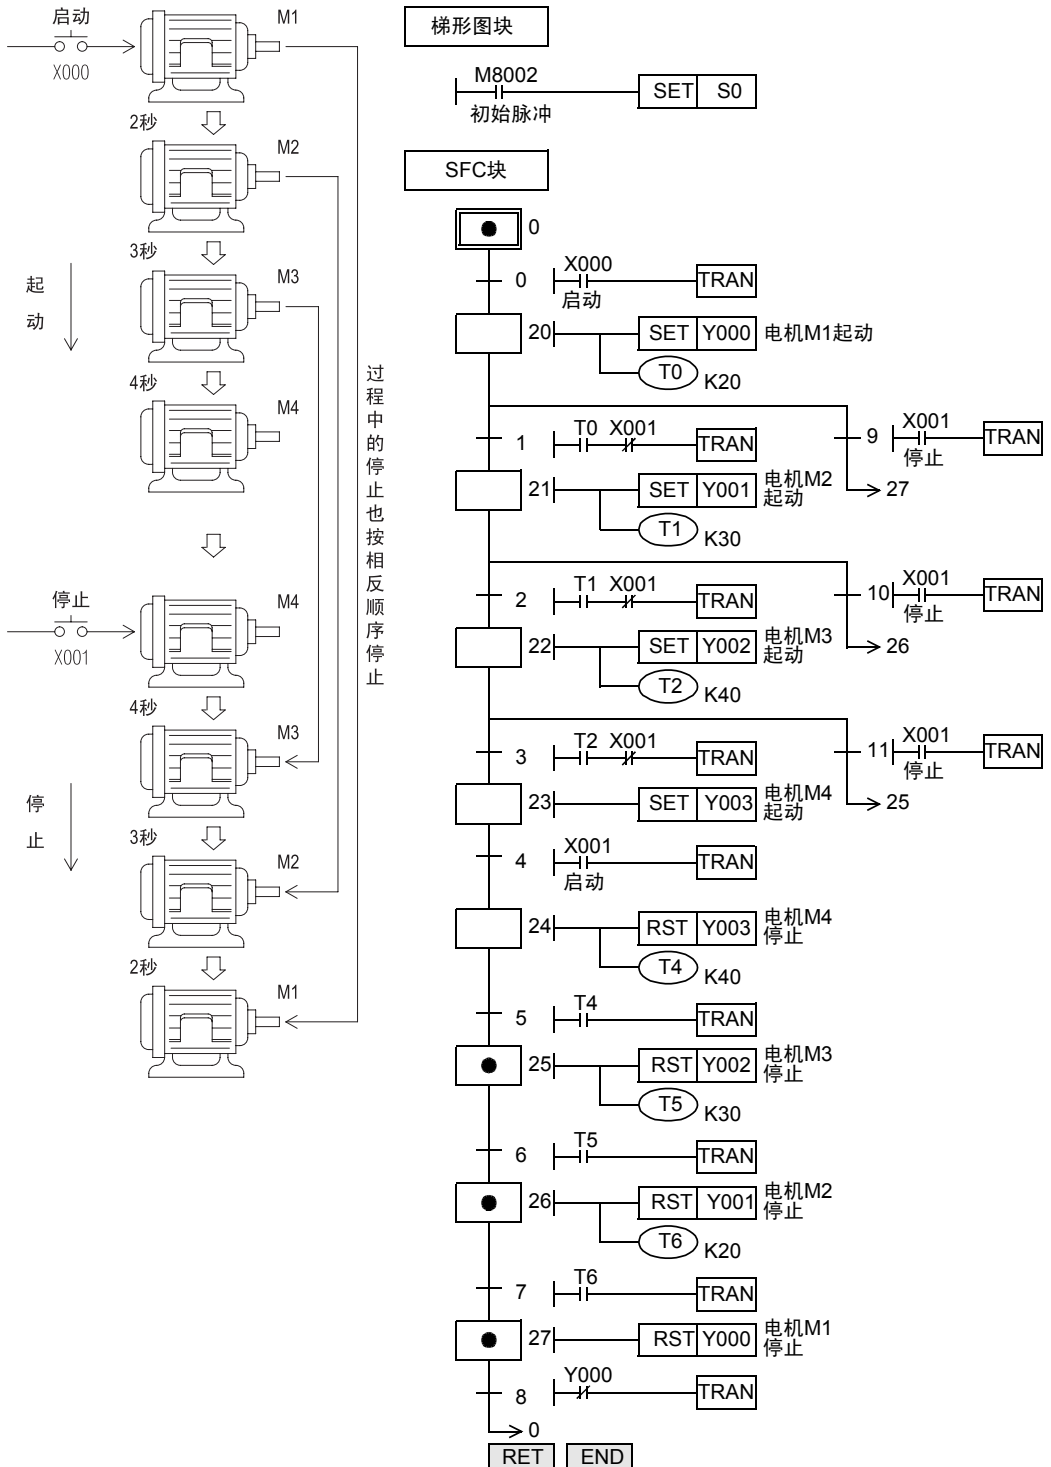 启动
X000
M1
2秒
M2
3秒
M3
起
动
4秒
M4
过
程
中
的
停
止
也
按
相
反
顺
序
停
止
停止
X001
M4
4秒
M3
停
止
3秒
M2
2秒
M1
梯形图块
M8002
初始脉冲
SET S0
SFC块
0
0 X000 TRAN
启动
20 SET Y000 电机M1起动
T0 K20
1 T0 X001 TRAN
9 X001 TRAN
停止
27
21 SET Y001 电机M2
起动
T1 K30
2 T1 X001 TRAN
10 X001 TRAN
停止
26
22 SET Y002 电机M3
起动
T2 K40
3 T2 X001 TRAN
11 X001 TRAN
停止
25
23 SET Y003 电机M4
起动
4 X001 TRAN
启动
24 RST Y003 电机M4
停止
T4 K40
5 T4 TRAN
25 RST Y002 电机M3
停止
T5 K30
6 T5 TRAN
26 RST Y001 电机M2
停止
T6 K20
7 T6 TRAN
27 RST Y000 电机M1
停止
8 Y000 TRAN
0
RET END